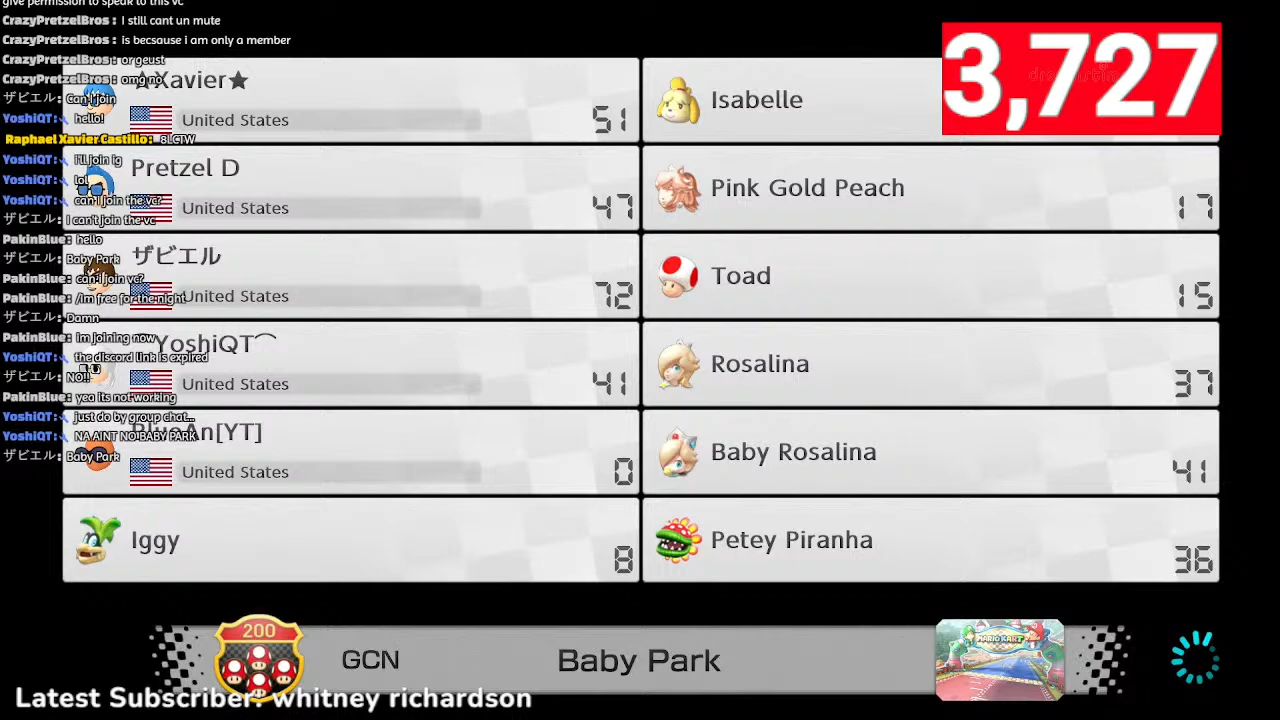 give permission to speak to this vc
CrazyPretzelBros : I still cant un mute
CrazyPretzelBros : is becsause i am only a member
CrazyPretzelBros : or geust
CrazyPretzelBros : omg no
ザビエル: Can I join
YoshiQT: hello!
Raphael Xavier Castillo: 8LCTW
YoshiQT: i'll join ig
YoshiQT: lol
YoshiQT: can i join the vc?
ザビエル: I can't join the vc
PakinBlue: hello
ザビエル: Baby Park
PakinBlue: can i join vc?
PakinBlue: /im free for the night
ザビエル: Damn
PakinBlue: im joining now
YoshiQT: the discord link is expired
ザビエル: NO!!
PakinBlue: yea its not working
YoshiQT: just do by group chat...
YoshiQT: NA AINT NO BABY PARK
ザビエル: Baby Park
☆Xavier★
United States 51
Pretzel D
United States 47
ザビエル
United States 72
YoshiQT⌒
United States 41
BlueAn[YT]
United States 0
Iggy 8
Isabelle
Pink Gold Peach 17
Toad 15
Rosalina 37
Baby Rosalina 41
Petey Piranha 36
3,727
200 GCN Baby Park
MARIO KART
Latest Subscriber: whitney richardson